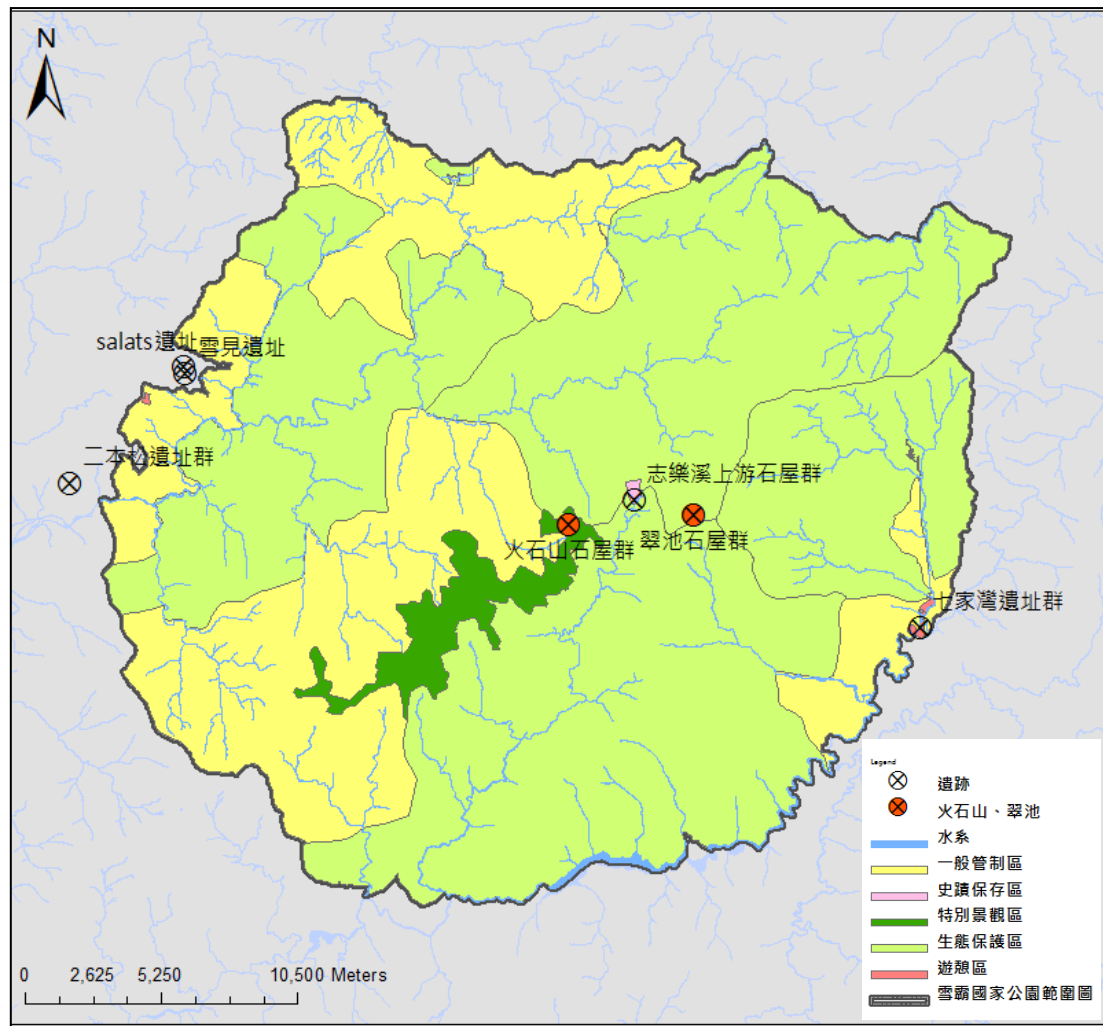 N
salats遺址
雪見遺址
二本松遺址群
志樂溪上游石屋群
火石山石屋群
翠池石屋群
七家灣遺址群
Legend
遺跡
火石山、翠池
水系
一般管制區
史蹟保存區
特別景觀區
生態保護區
遊憩區
雪霸國家公園範圍圖
0 2,625 5,250 10,500 Meters